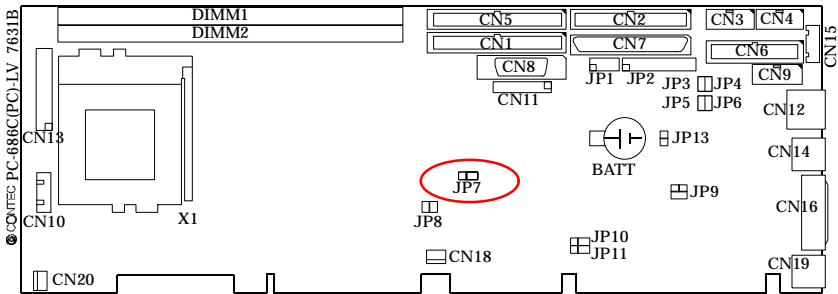 DIMM1 CN5 CN2 CN3 CN4
DIMM2 CN1 CN7 CN6 CN15
CN8 JP1 JP2 JP3 JP4 CN9
CN11 JP5 JP6 CN12
CN13 JP13
BATT CN14
JP7 JP9
CN10 X1 JP8 CN16
JP10
CN18 JP11 CN19
CN20
CONTEC PC-686C(PC)-LV 7631B